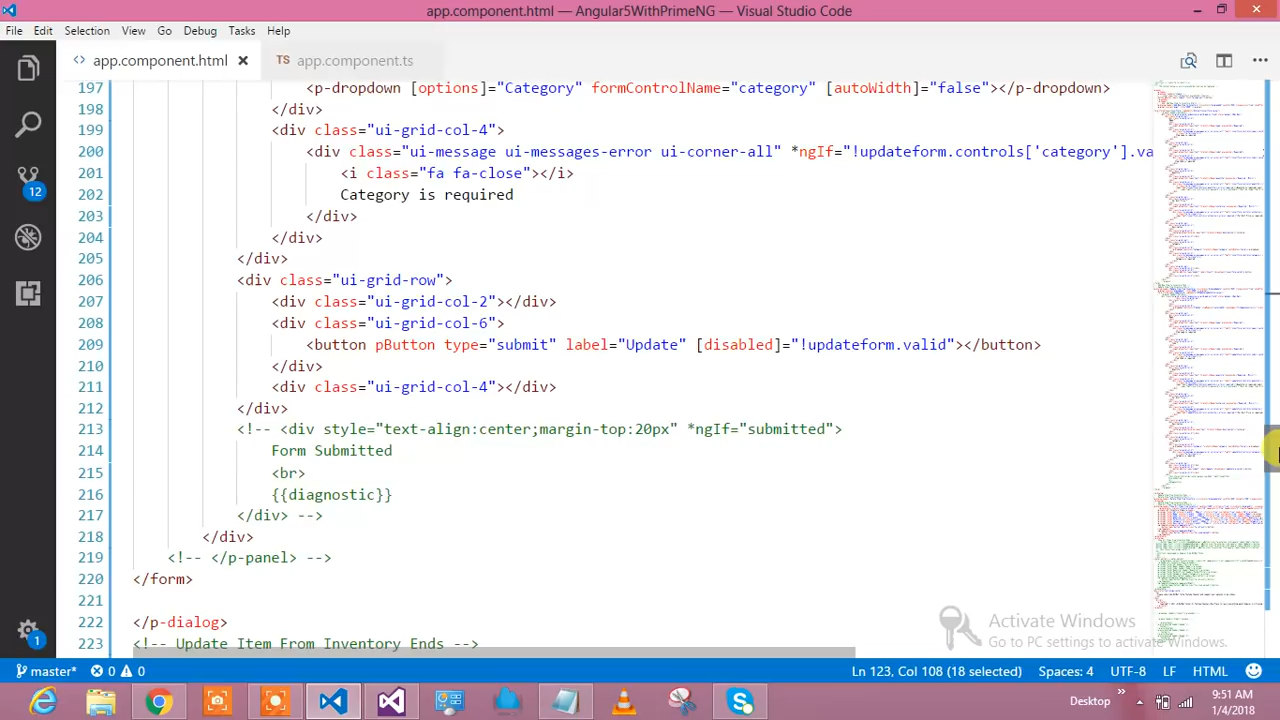 app.component.html — Angular5WithPrimeNG — Visual Studio Code
File Edit Selection View Go Debug Tasks Help
<> app.component.html × TS app.component.ts •••
197 <p-dropdown [options]="Category" formControlName="category" [autoWidth]="false"></p-dropdown>
198 </div>
199 <div class="ui-grid-col-4">
200 <div class="ui-message ui-messages-error ui-corner-all" *ngIf="!updateform.controls['category'].va
201 <i class="fa fa-close"></i>
202 Category is required
203 </div>
204 </div>
205 </div>
206 <div class="ui-grid-row">
207 <div class="ui-grid-col-2"></div>
208 <div class="ui-grid-col-6">
209 <button pButton type="submit" label="Update" [disabled]="!updateform.valid"></button>
210 </div>
211 <div class="ui-grid-col-4"></div>
212 </div>
213 <!-- <div style="text-align:center;margin-top:20px" *ngIf="submitted">
214 Form Submitted
215 <br>
216 {{diagnostic}}
217 </div> -->
218 </div>
219 <!-- </p-panel> -->
220 </form>
221
222 </p-dialog>
223 <!-- Update Item From Inventory Ends -->
12
1
Activate Windows
Go to PC settings to activate Windows.
master* 0 0 Ln 123, Col 108 (18 selected) Spaces: 4 UTF-8 LF HTML
Desktop » 9:51 AM
1/4/2018